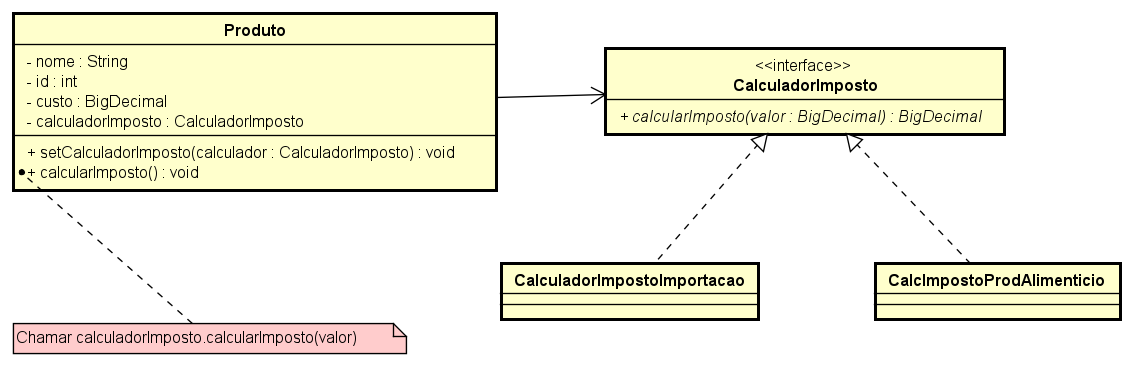 Produto
- nome : String
- id : int
- custo : BigDecimal
- calculadorImposto : CalculadorImposto
+ setCalculadorImposto(calculador : CalculadorImposto) : void
+ calcularImposto() : void
<<interface>>
CalculadorImposto
+ calcularImposto(valor : BigDecimal) : BigDecimal
CalculadorImpostoImportacao
CalcImpostoProdAlimenticio
Chamar calculadorImposto.calcularImposto(valor)